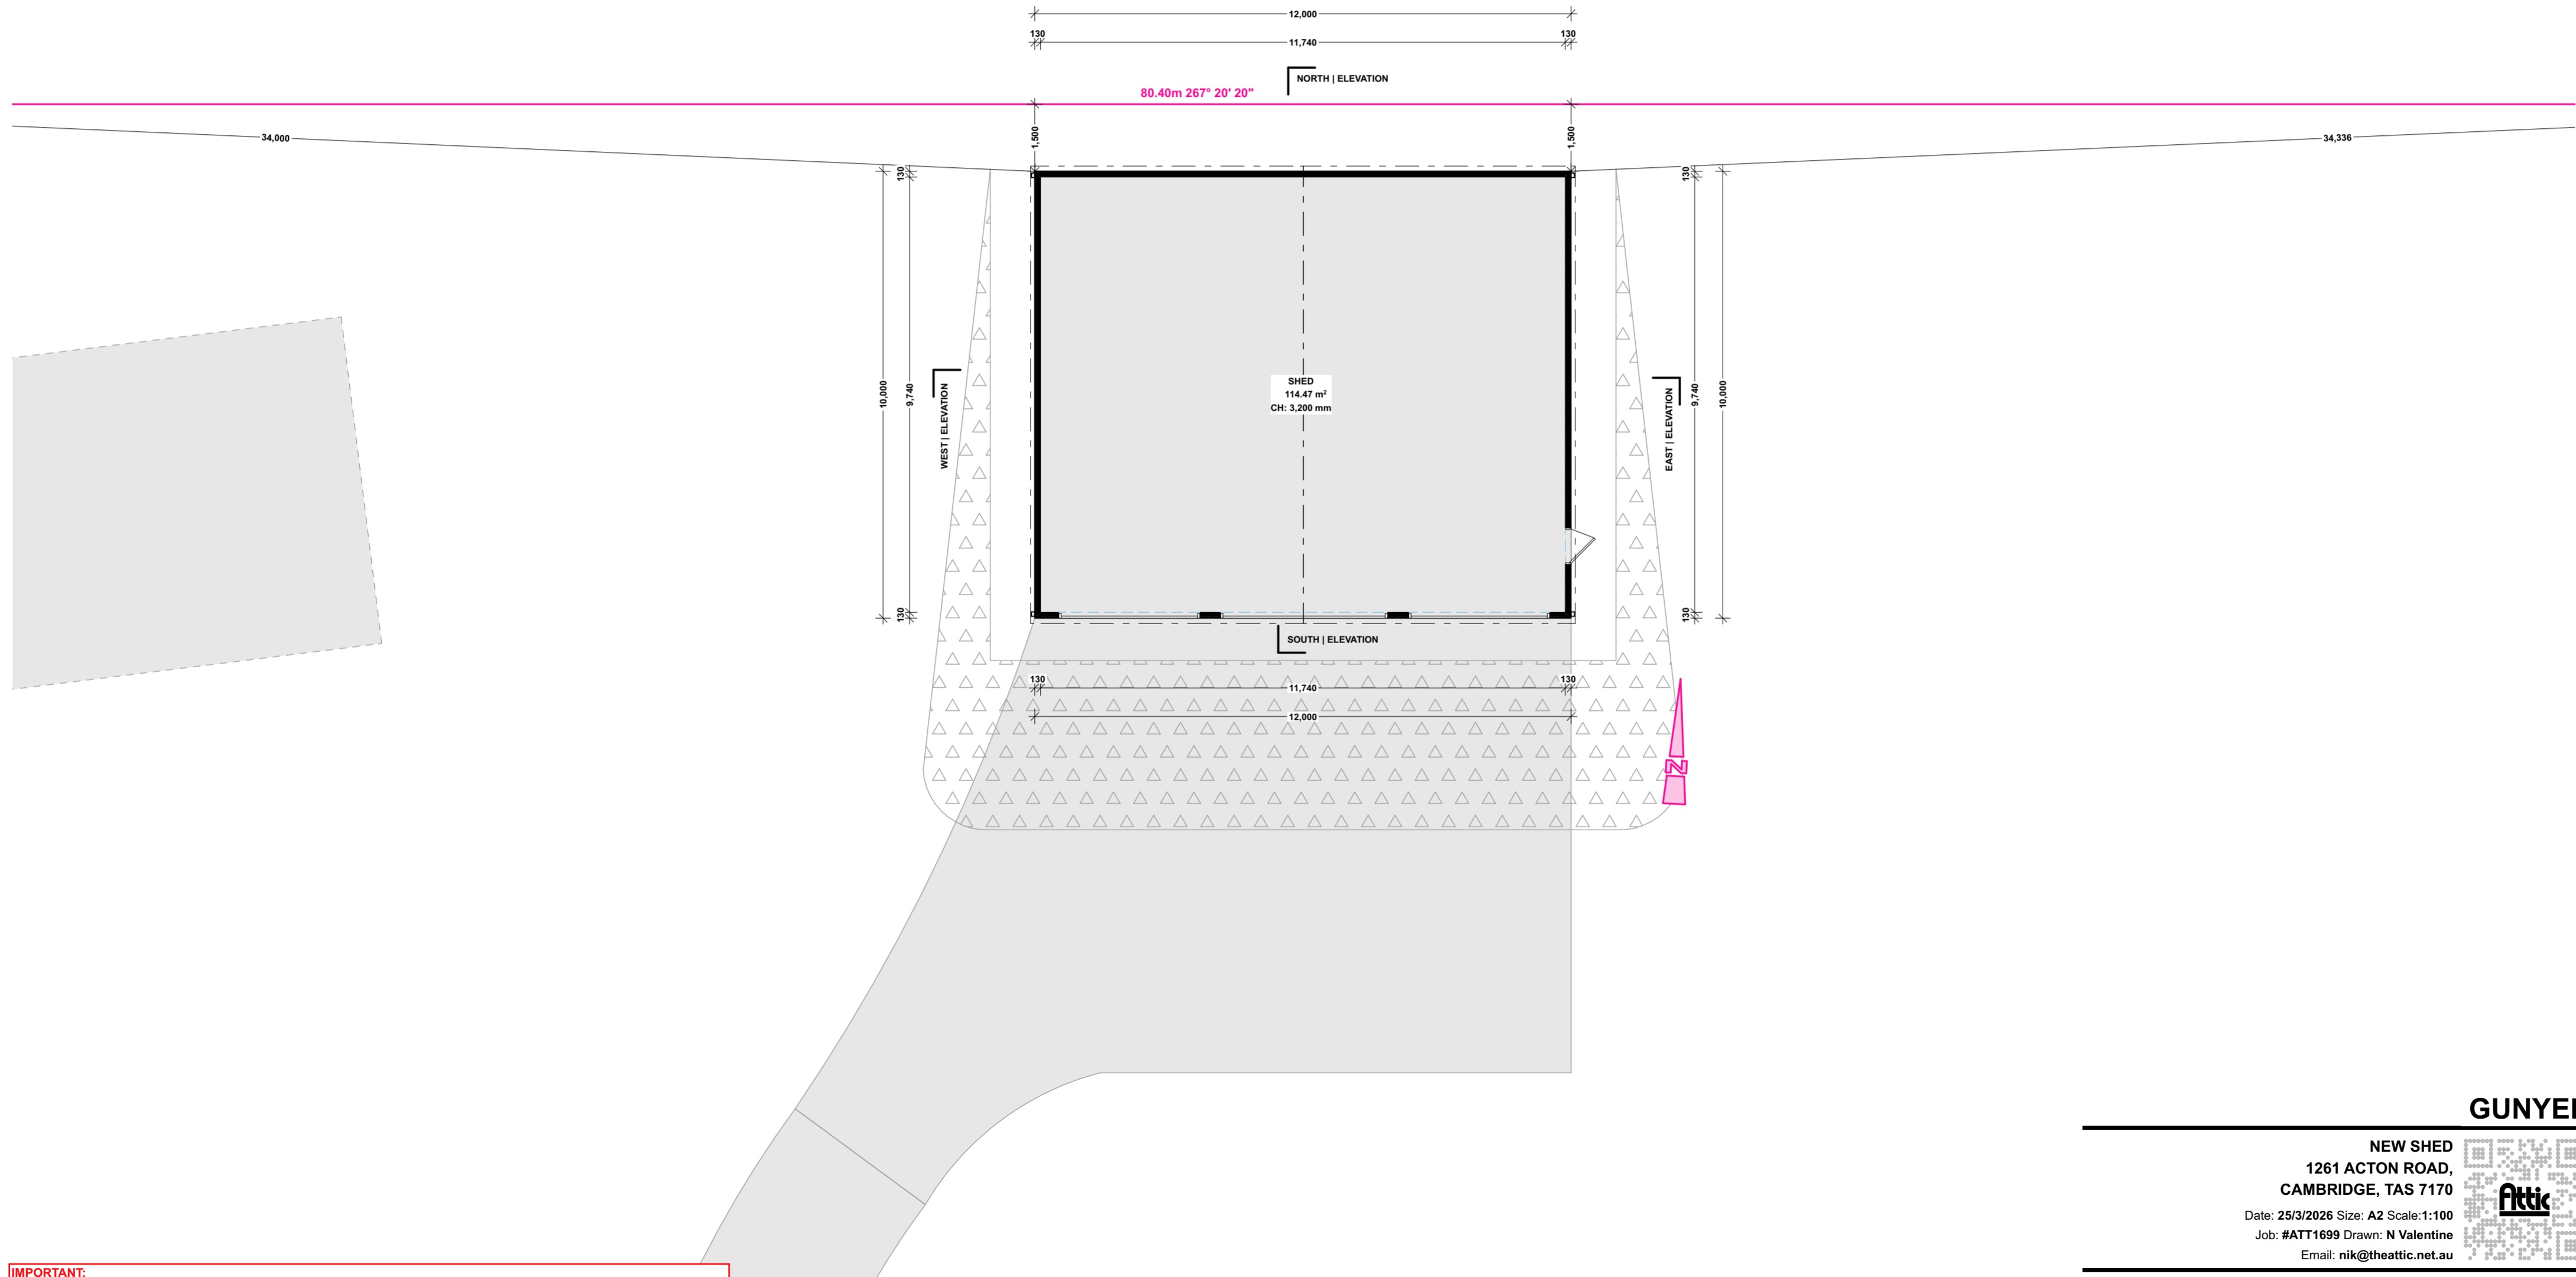 12,000
130 11,740 130
NORTH | ELEVATION
80.40m 267° 20' 20"
34,000
1,500
1,500
34,336
130
130
10,000
9,740
WEST | ELEVATION
SHED
114.47 m²
CH: 3,200 mm
EAST | ELEVATION
9,740
10,000
130
130
SOUTH | ELEVATION
130 11,740 130
12,000
N
GUNYE
NEW SHED
1261 ACTON ROAD,
CAMBRIDGE, TAS 7170
Attic
Date: 25/3/2026 Size: A2 Scale:1:100
Job: #ATT1699 Drawn: N Valentine
Email: nik@theattic.net.au
IMPORTANT: